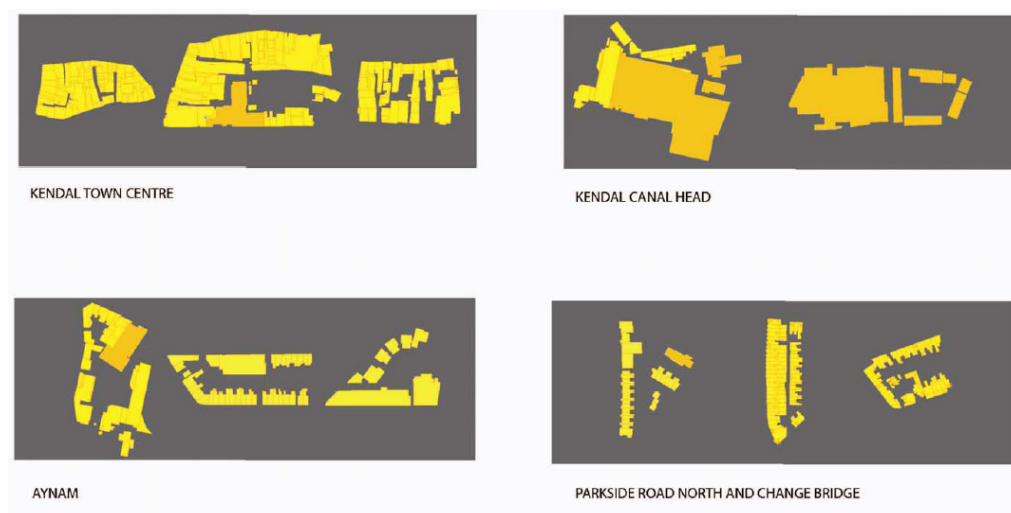 KENDAL TOWN CENTRE
KENDAL CANAL HEAD
AYNAM
PARKSIDE ROAD NORTH AND CHANGE BRIDGE